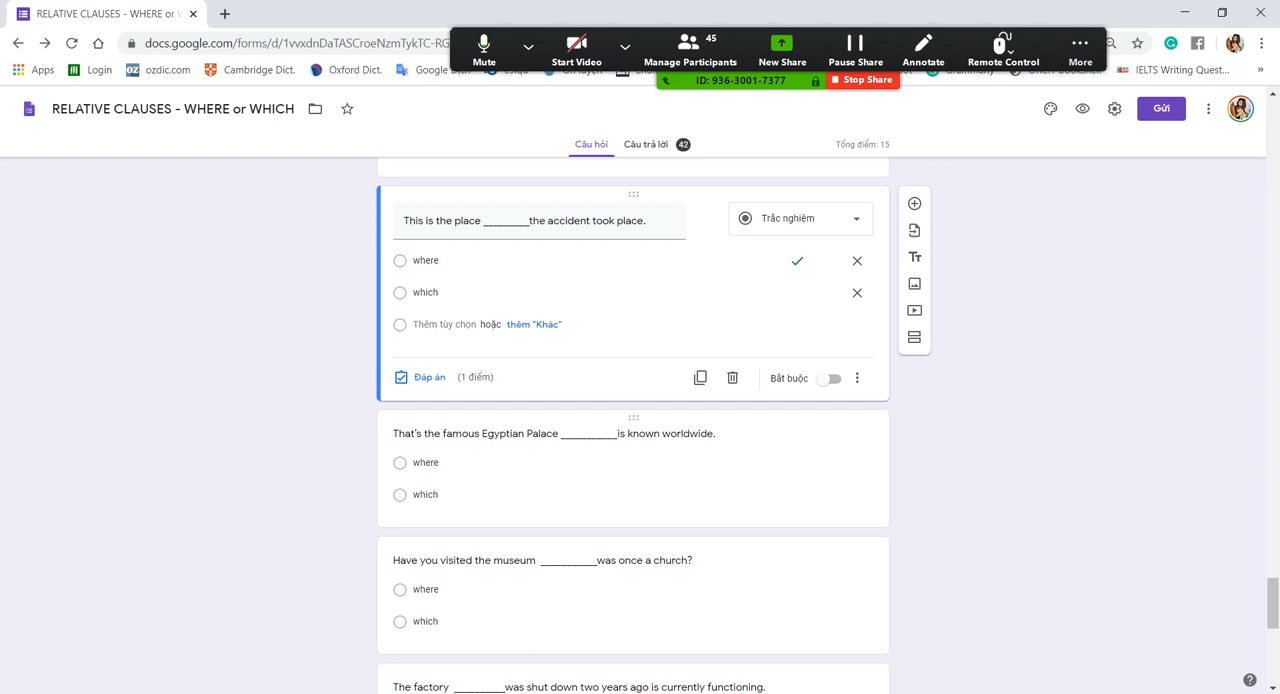 RELATIVE CLAUSES - WHERE or
docs.google.com/forms/d/1vvxdnDaTASCroeNzmTykTC-RG
Mute
Start Video
45
Manage Participants
New Share
Pause Share
Annotate
Remote Control
More
ID: 936-3001-7377
Stop Share
Apps
Login
ozdic.com
Cambridge Dict.
Oxford Dict.
IELTS Writing Quest...
RELATIVE CLAUSES - WHERE or WHICH
Gửi
Câu hỏi
Câu trả lời 42
Tổng điểm: 15
This is the place _________the accident took place.
Trắc nghiệm
where
which
Thêm tùy chọn hoặc thêm "Khác"
Đáp án (1 điểm)
Bắt buộc
That's the famous Egyptian Palace ___________is known worldwide.
where
which
Have you visited the museum ___________was once a church?
where
which
The factory __________was shut down two years ago is currently functioning.